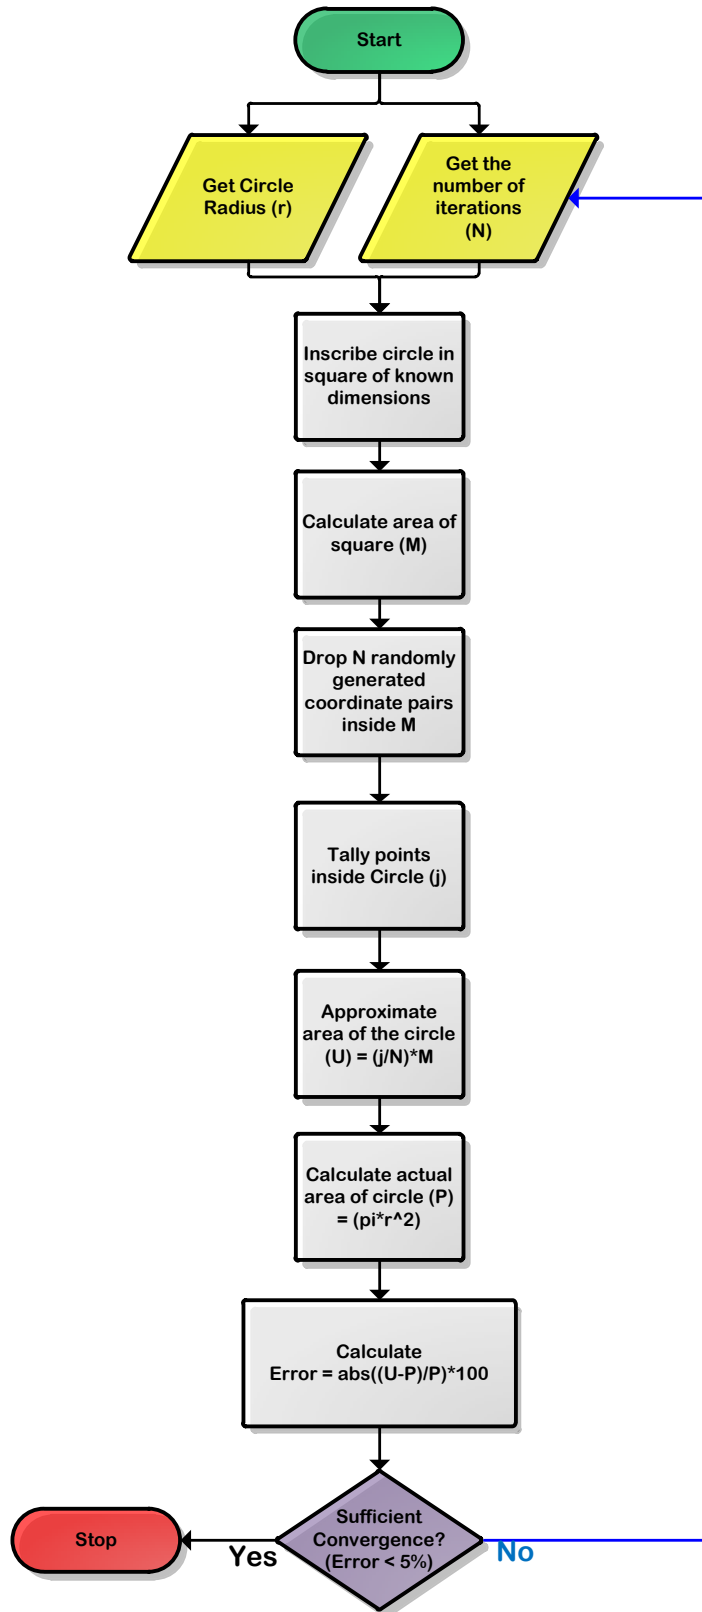 Start
Get Circle
Radius (r)
Get the
number of
iterations
(N)
Inscribe circle in
square of known
dimensions
Calculate area of
square (M)
Drop N randomly
generated
coordinate pairs
inside M
Tally points
inside Circle (j)
Approximate
area of the circle
(U) = (j/N)*M
Calculate actual
area of circle (P)
= (pi*r^2)
Calculate
Error = abs((U-P)/P)*100
Sufficient
Convergence?
(Error < 5%)
Stop
Yes
No